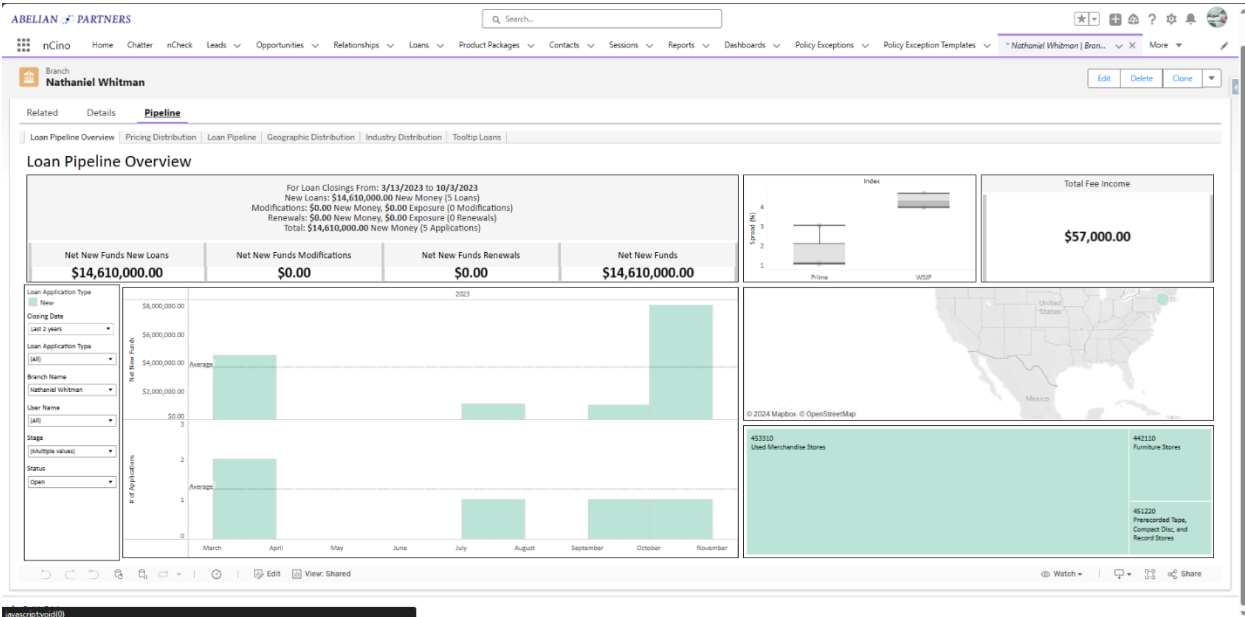 ABELIAN PARTNERS
Search...
nCino Home Chatter nCheck Leads Opportunities Relationships Loans Product Packages Contacts Sessions Reports Dashboards Policy Exceptions Policy Exception Templates * Nathaniel Whitman | Bran... More
Branch
Nathaniel Whitman
Edit Delete Clone
Related Details Pipeline
Loan Pipeline Overview Pricing Distribution Loan Pipeline Geographic Distribution Industry Distribution Tooltip Loans
Loan Pipeline Overview
For Loan Closings From: 3/13/2023 to 10/3/2023
New Loans: $14,610,000.00 New Money (5 Loans)
Modifications: $0.00 New Money, $0.00 Exposure (0 Modifications)
Renewals: $0.00 New Money, $0.00 Exposure (0 Renewals)
Total: $14,610,000.00 New Money (5 Applications)
Net New Funds New Loans
$14,610,000.00
Net New Funds Modifications
$0.00
Net New Funds Renewals
$0.00
Net New Funds
$14,610,000.00
Index
Spread (%)
4
3
2
1
Prime WSJP
Total Fee Income
$57,000.00
Loan Application Type
New
Closing Date
Last 2 years
Loan Application Type
(All)
Branch Name
Nathaniel Whitman
User Name
(All)
Stage
(Multiple values)
Status
Open
2023
Net New Funds
$8,000,000.00
$6,000,000.00
$4,000,000.00
$2,000,000.00
$0.00
Average
# of Applications
3
2
1
0
Average
March April May June July August September October November
United States
Mexico
© 2024 Mapbox © OpenStreetMap
453310
Used Merchandise Stores
442110
Furniture Stores
451220
Prerecorded Tape,
Compact Disc, and
Record Stores
Edit View: Shared
Watch Share
javascript:void(0)